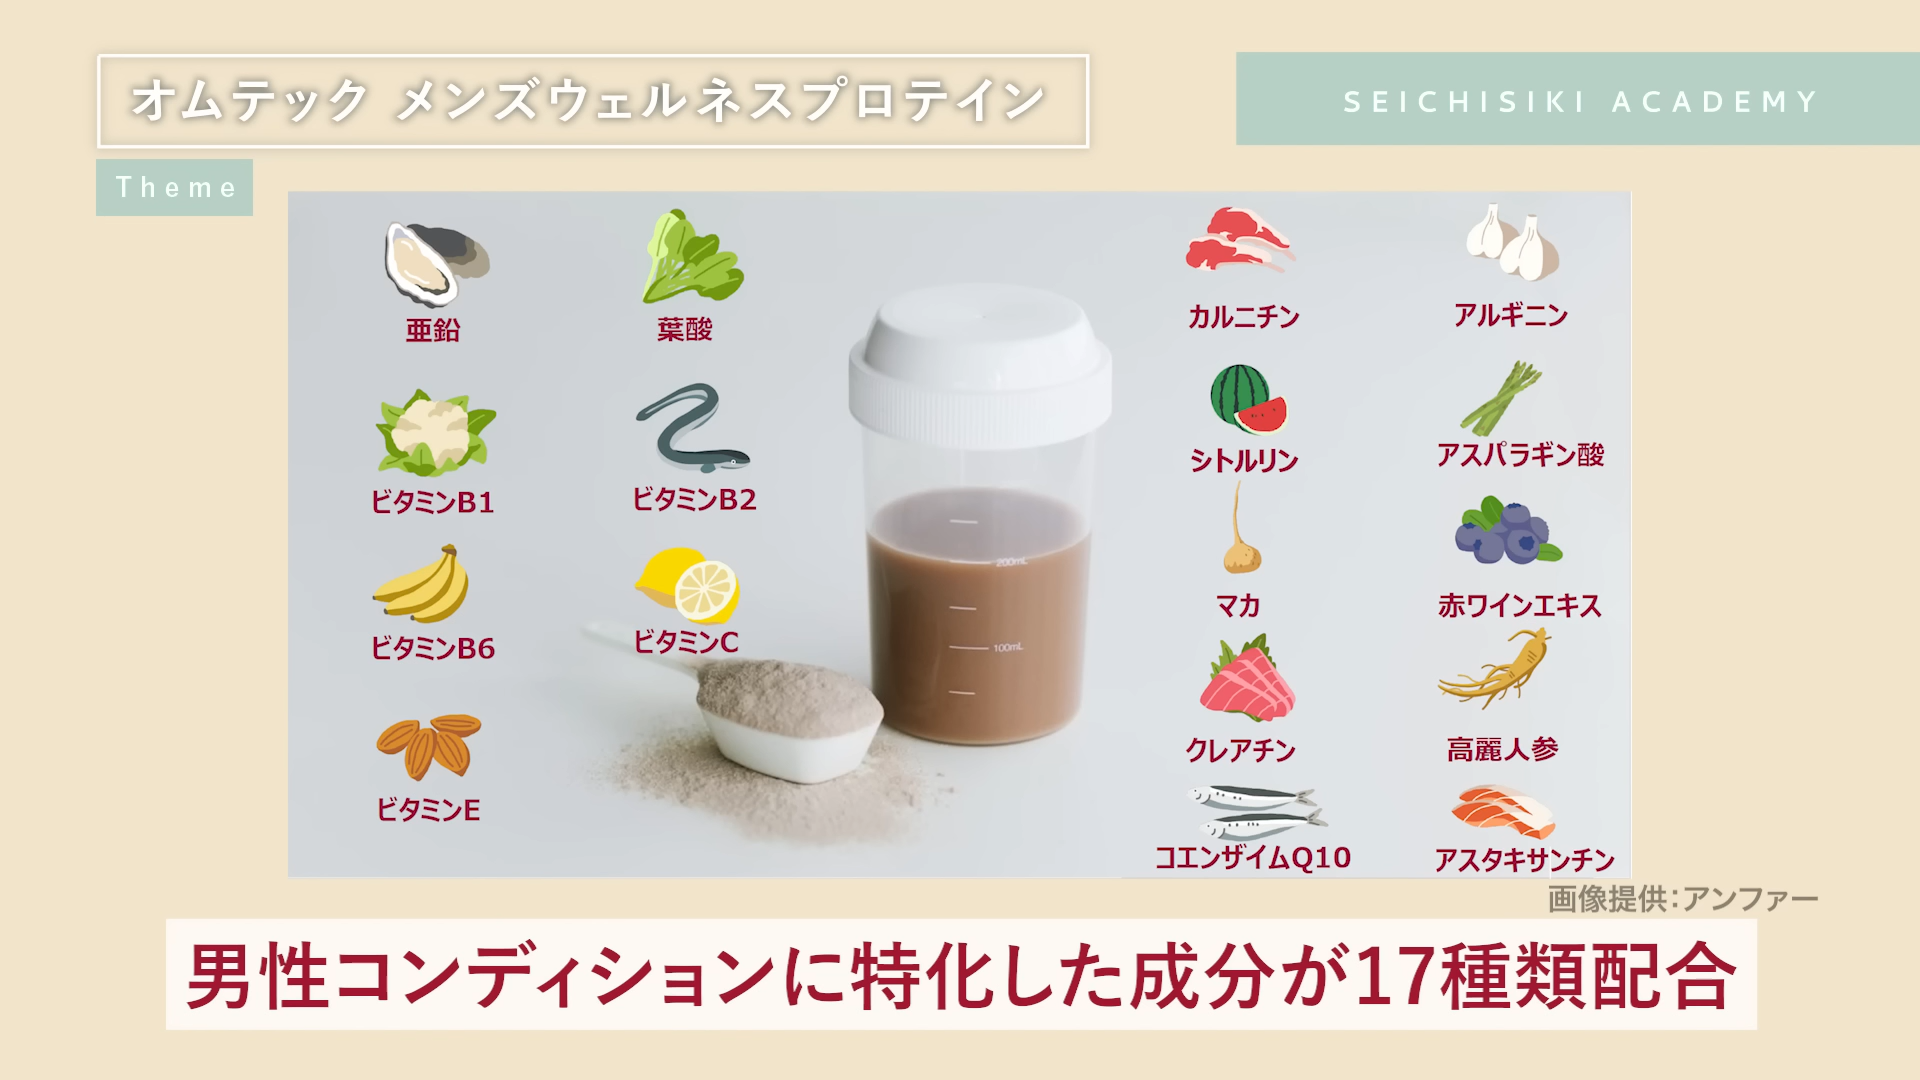 オムテック メンズウェルネスプロテイン
SEICHISIKI ACADEMY
Theme
亜鉛
葉酸
カルニチン
アルギニン
ビタミンB1
ビタミンB2
シトルリン
アスパラギン酸
ビタミンB6
ビタミンC
マカ
赤ワインエキス
200mL
100mL
ビタミンE
クレアチン
高麗人参
コエンザイムQ10
アスタキサンチン
画像提供:アンファー
男性コンディションに特化した成分が17種類配合